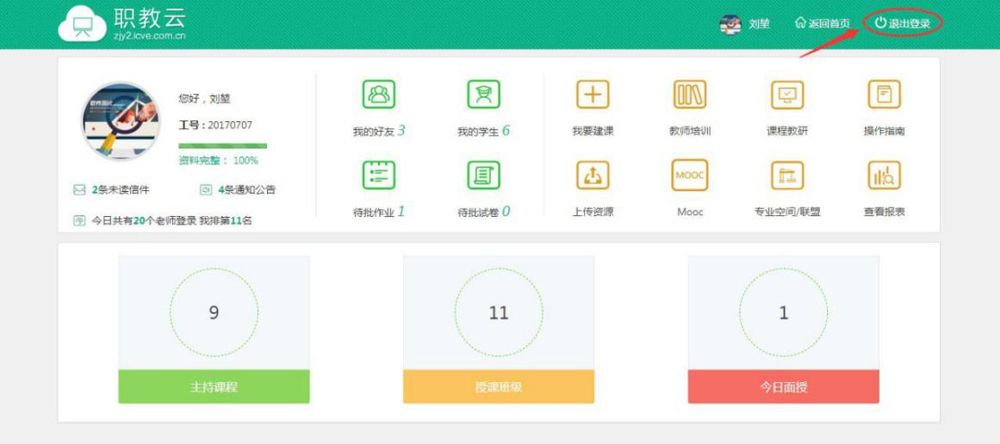 职教云
zjy2.icve.com.cn
刘堃
返回首页
退出登录
您好，刘堃
工号：20170707
资料完整： 100%
2条未读信件
4条通知公告
今日共有20个老师登录 我排第11名
我的好友 3
我的学生 6
待批作业 1
待批试卷 0
我要建课
教师培训
课程教研
操作指南
上传资源
MOOC
Mooc
专业空间/联盟
查看报表
9
主持课程
11
授课班级
1
今日面授